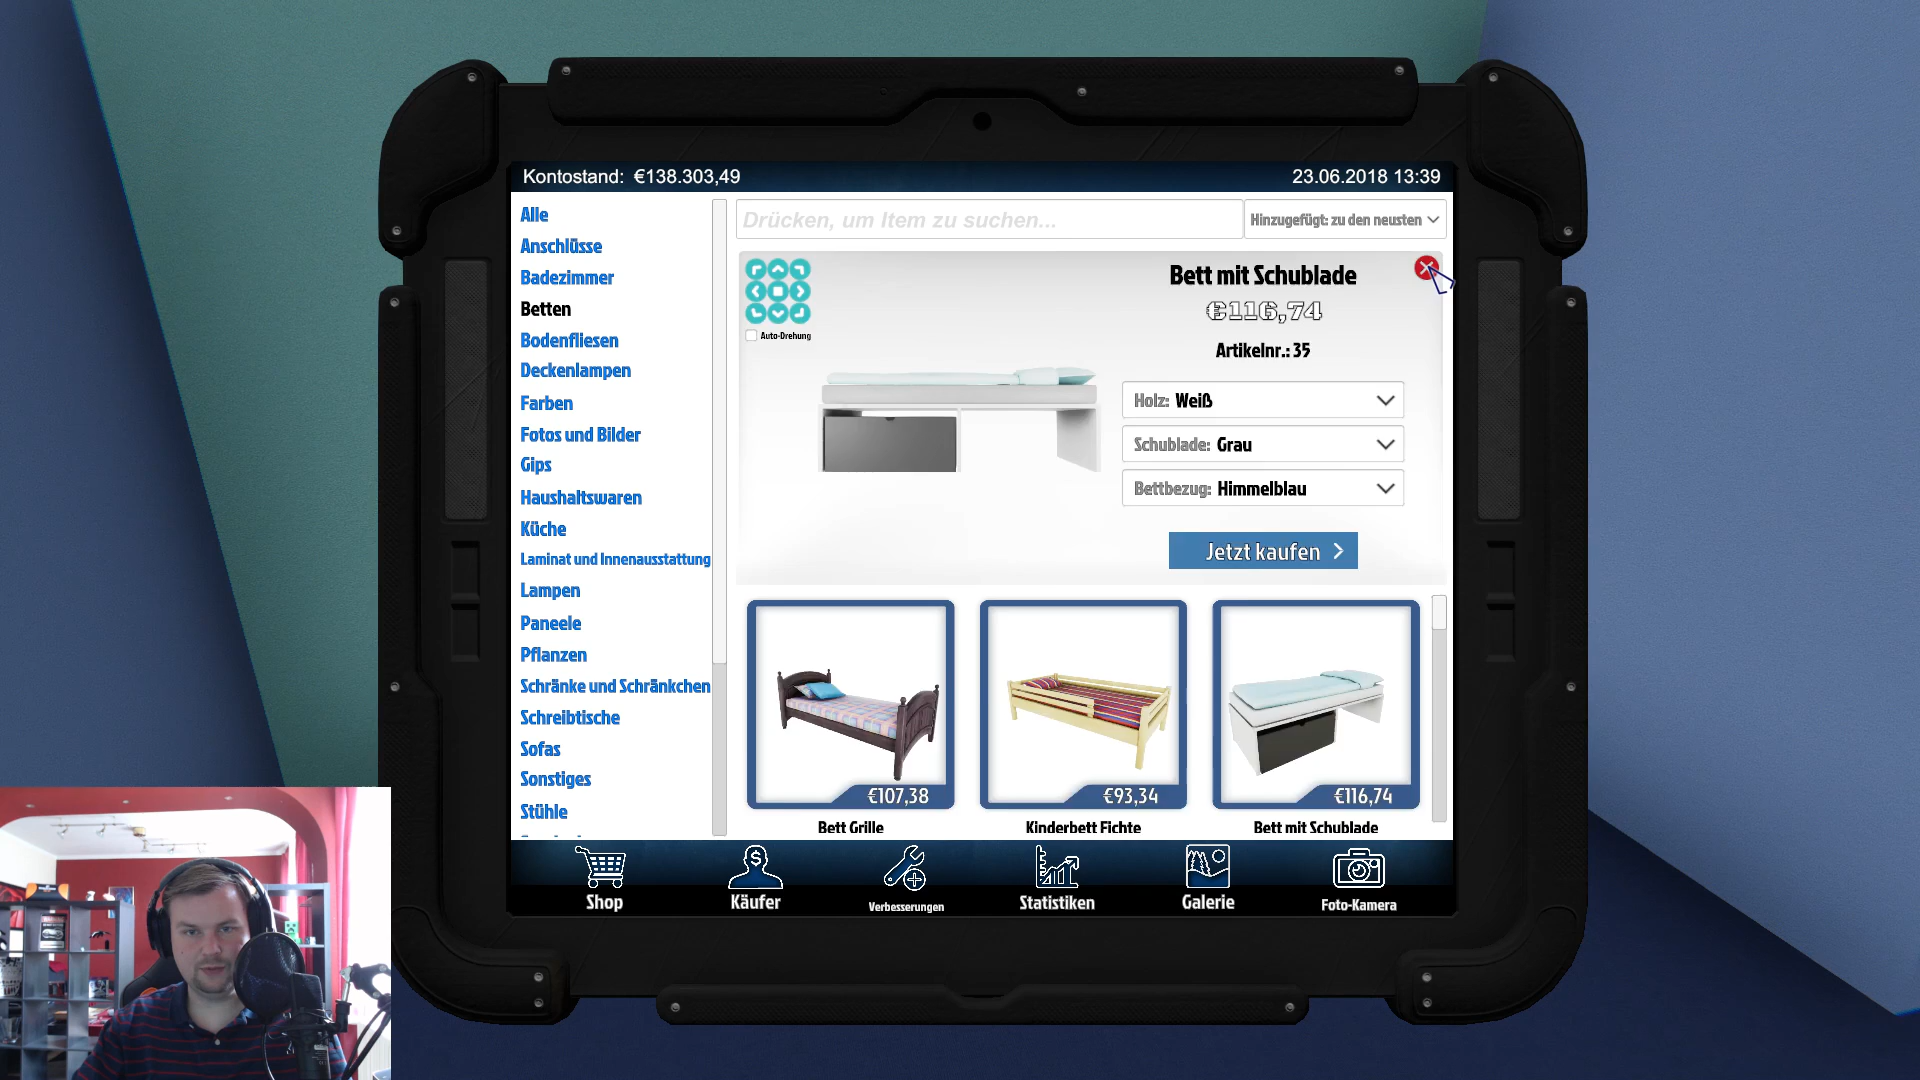 Kontostand: €138.303,49
23.06.2018 13:39
Alle
Anschlüsse
Badezimmer
Betten
Bodenfliesen
Deckenlampen
Farben
Fotos und Bilder
Gips
Haushaltswaren
Küche
Laminat und Innenausstattung
Lampen
Paneele
Pflanzen
Schränke und Schränkchen
Schreibtische
Sofas
Sonstiges
Stühle
Drücken, um Item zu suchen...
Hinzugefügt: zu den neusten
Auto-Drehung
Bett mit Schublade
€116,74
Artikelnr.: 35
Holz: Weiß
Schublade: Grau
Bettbezug: Himmelblau
Jetzt kaufen
€107,38
€93,34
€116,74
Bett Grille
Kinderbett Fichte
Bett mit Schublade
Shop
Käufer
Verbesserungen
Statistiken
Galerie
Foto-Kamera